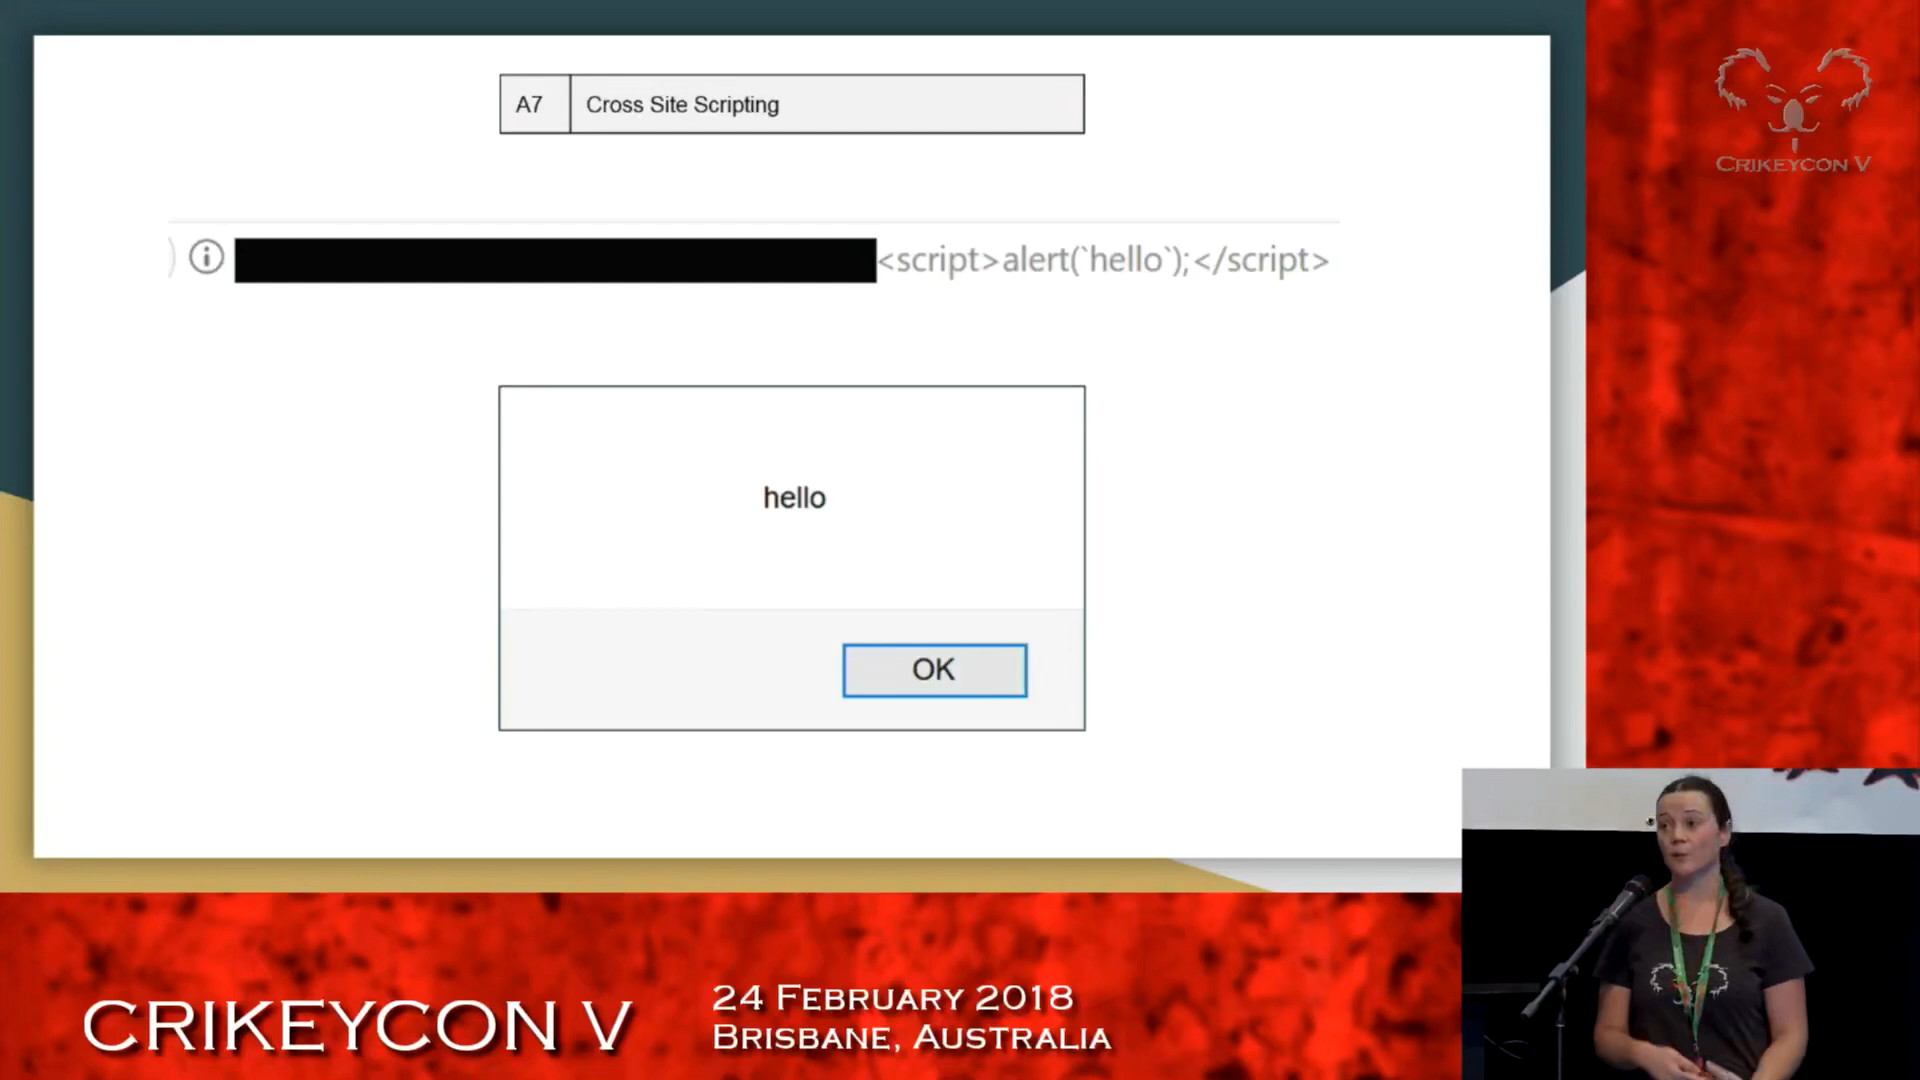 A7 Cross Site Scripting
<script>alert(`hello`);</script>
hello
OK
CRIKEYCON V
CRIKEYCON V
24 FEBRUARY 2018
BRISBANE, AUSTRALIA